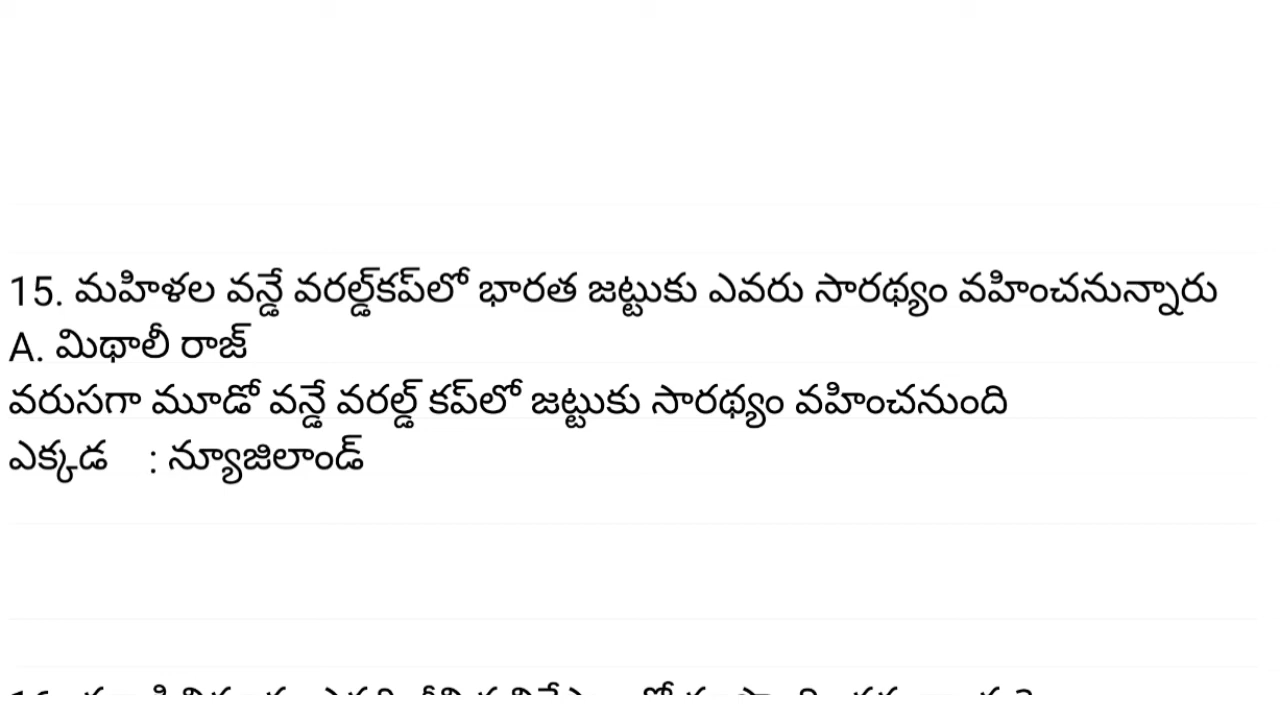 15. మహిళల వన్డే వరల్డ్‌కప్‌లో భారత జట్టుకు ఎవరు సారథ్యం వహించనున్నారు
A. మిథాలీ రాజ్
వరుసగా మూడో వన్డే వరల్డ్ కప్‌లో జట్టుకు సారథ్యం వహించనుంది
ఎక్కడ : న్యూజిలాండ్